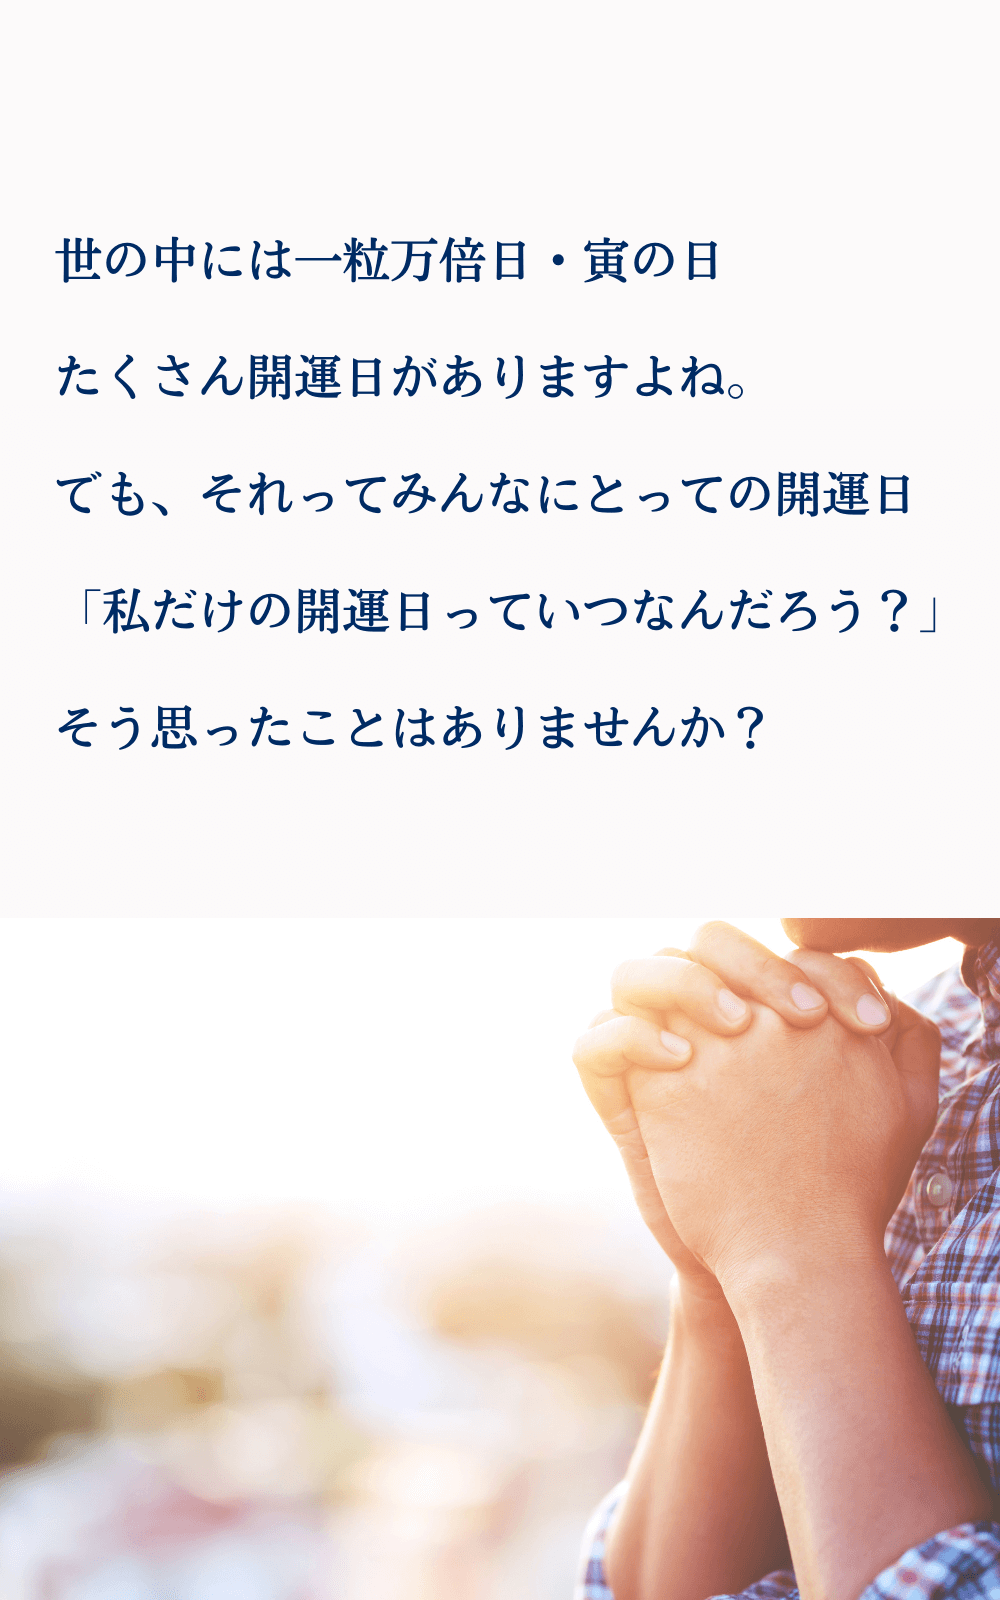 世の中には一粒万倍日・寅の日
たくさん開運日がありますよね。
でも、それってみんなにとっての開運日
「私だけの開運日っていつなんだろう？」
そう思ったことはありませんか？